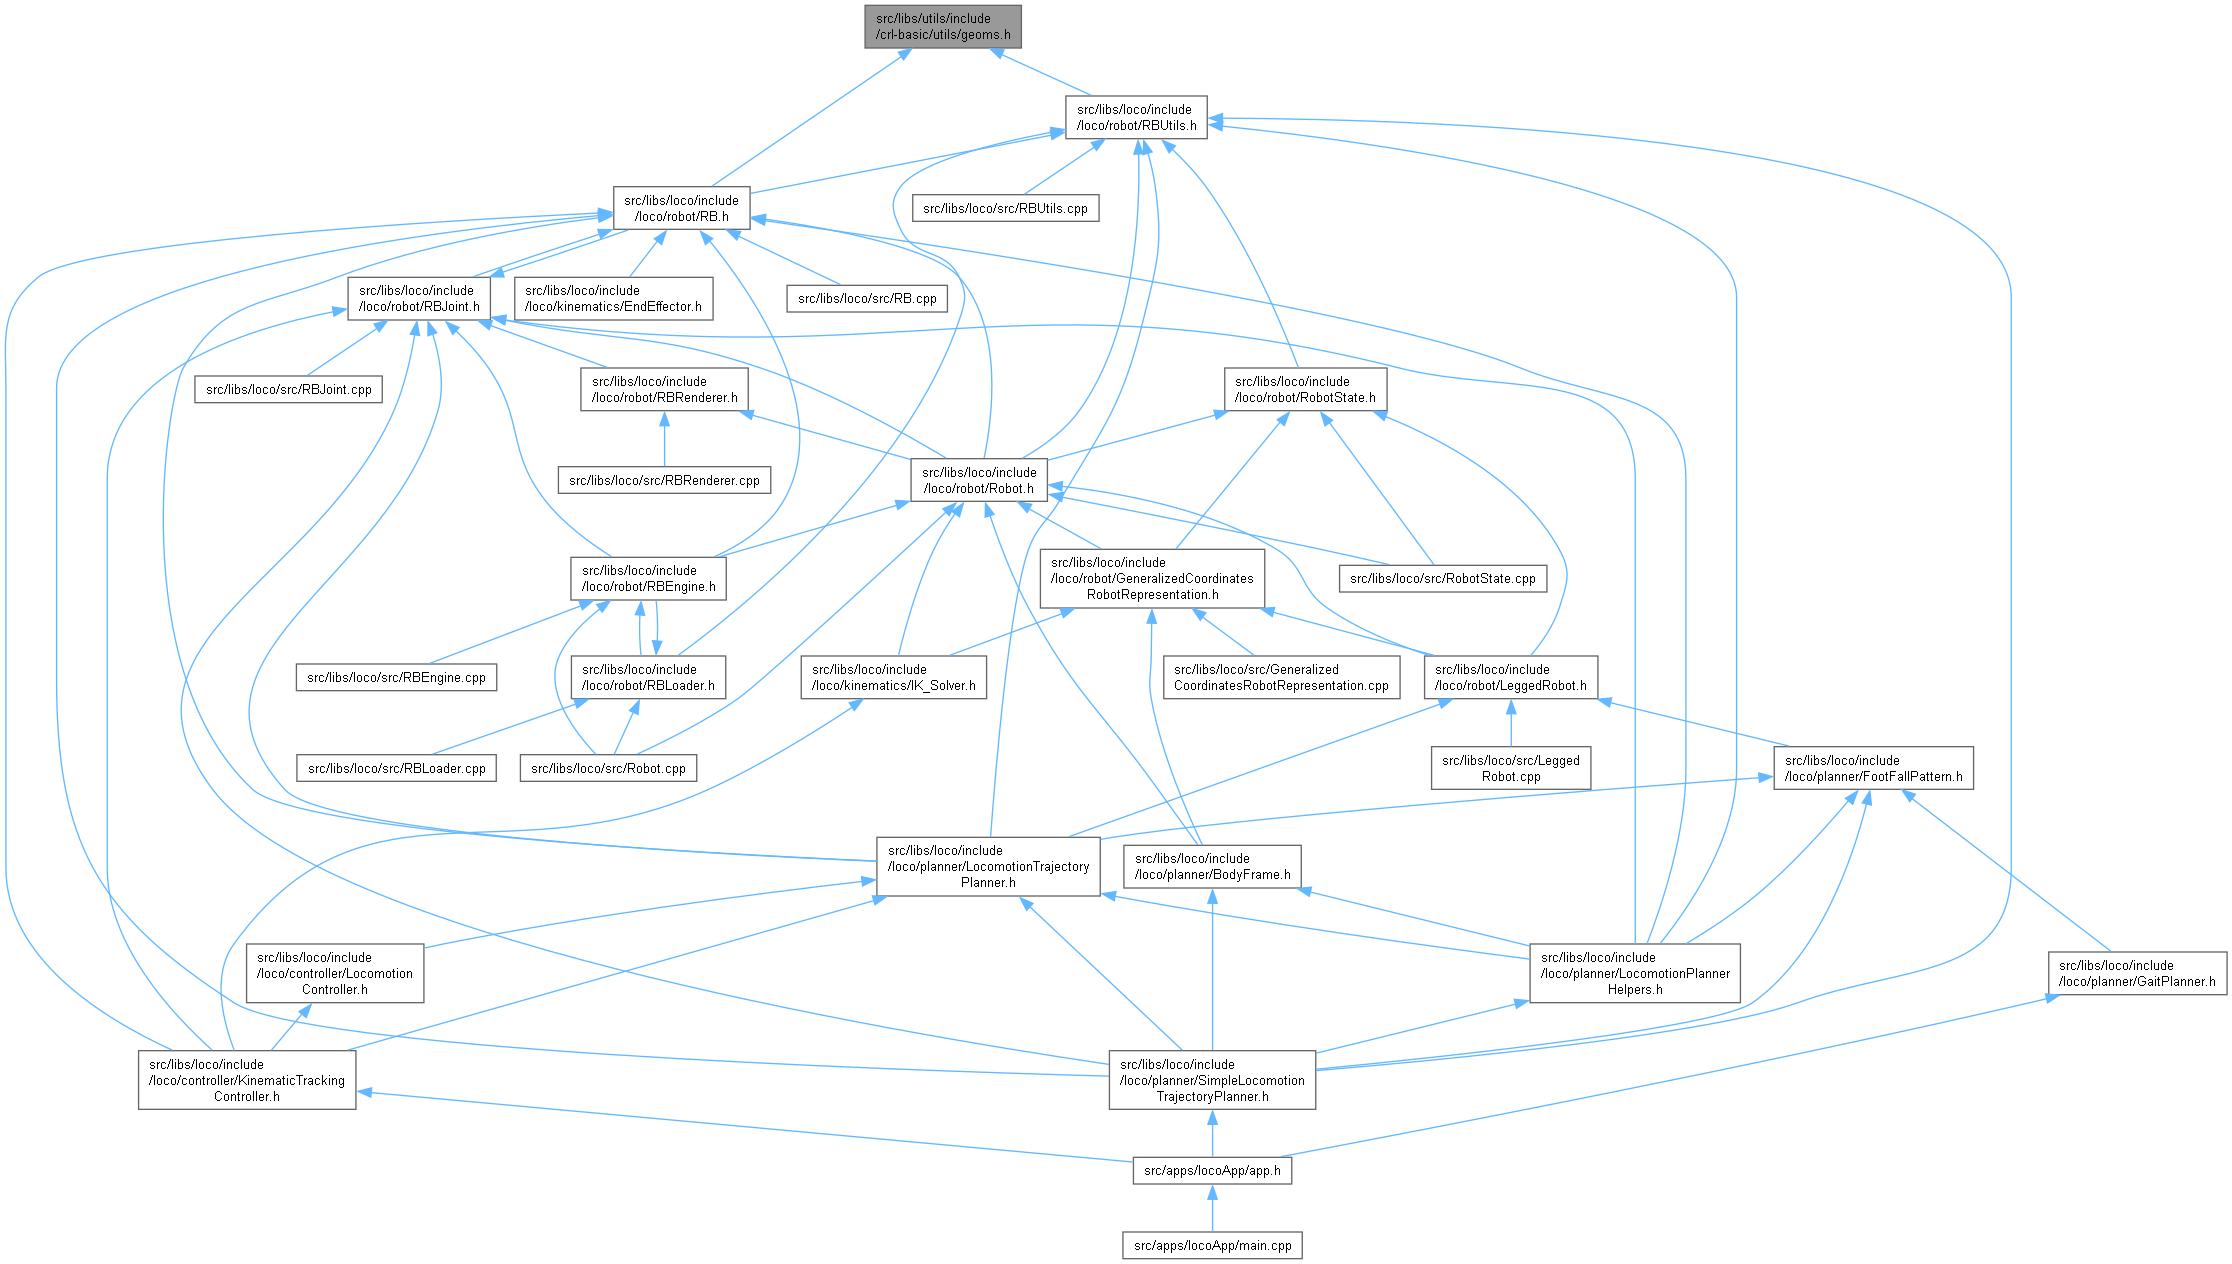 src/libs/utils/include
/crl-basic/utils/geoms.h
src/libs/loco/include
/loco/robot/RBUtils.h
src/libs/loco/include
/loco/robot/RB.h
src/libs/loco/src/RBUtils.cpp
src/libs/loco/include
/loco/robot/RBJoint.h
src/libs/loco/include
/loco/kinematics/EndEffector.h
src/libs/loco/src/RB.cpp
src/libs/loco/src/RBJoint.cpp
src/libs/loco/include
/loco/robot/RBRenderer.h
src/libs/loco/include
/loco/robot/RobotState.h
src/libs/loco/src/RBRenderer.cpp
src/libs/loco/include
/loco/robot/Robot.h
src/libs/loco/include
/loco/robot/RBEngine.h
src/libs/loco/include
/loco/robot/GeneralizedCoordinates
RobotRepresentation.h
src/libs/loco/src/RobotState.cpp
src/libs/loco/src/RBEngine.cpp
src/libs/loco/include
/loco/robot/RBLoader.h
src/libs/loco/include
/loco/kinematics/IK_Solver.h
src/libs/loco/src/Generalized
CoordinatesRobotRepresentation.cpp
src/libs/loco/include
/loco/robot/LeggedRobot.h
src/libs/loco/src/RBLoader.cpp
src/libs/loco/src/Robot.cpp
src/libs/loco/src/Legged
Robot.cpp
src/libs/loco/include
/loco/planner/FootFallPattern.h
src/libs/loco/include
/loco/planner/LocomotionTrajectory
Planner.h
src/libs/loco/include
/loco/planner/BodyFrame.h
src/libs/loco/include
/loco/controller/Locomotion
Controller.h
src/libs/loco/include
/loco/planner/LocomotionPlanner
Helpers.h
src/libs/loco/include
/loco/planner/GaitPlanner.h
src/libs/loco/include
/loco/controller/KinematicTracking
Controller.h
src/libs/loco/include
/loco/planner/SimpleLocomotion
TrajectoryPlanner.h
src/apps/locoApp/app.h
src/apps/locoApp/main.cpp